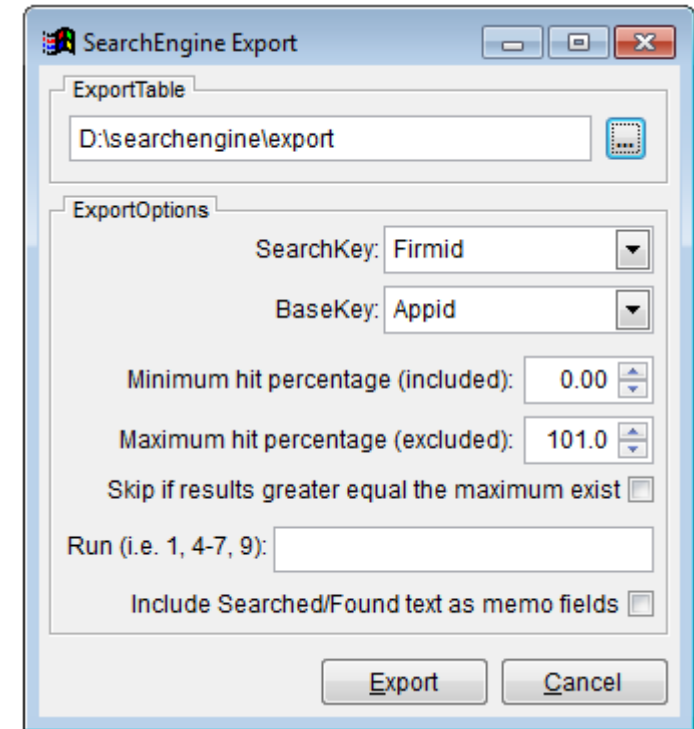 SearchEngine Export
ExportTable
D:\searchengine\export
...
ExportOptions
SearchKey: Firmid
BaseKey: Appid
Minimum hit percentage (included): 0.00
Maximum hit percentage (excluded): 101.0
Skip if results greater equal the maximum exist
Run (i.e. 1, 4-7, 9):
Include Searched/Found text as memo fields
Export Cancel